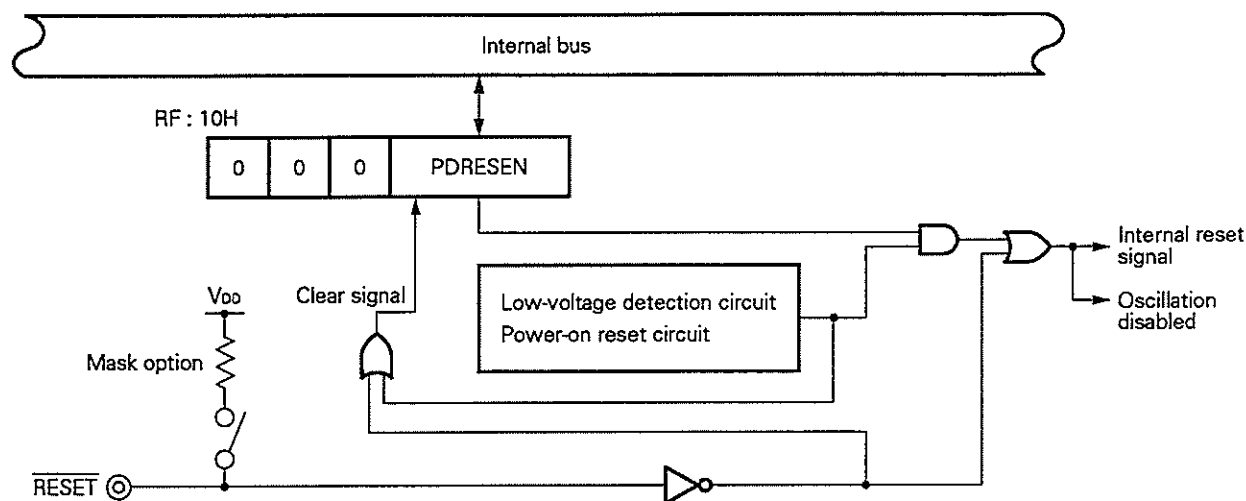 Internal bus
RF : 10H
0 0 0 PDRESEN
Internal reset
signal
Clear signal
Low-voltage detection circuit
Power-on reset circuit
VDD
Oscillation
disabled
Mask option
RESET